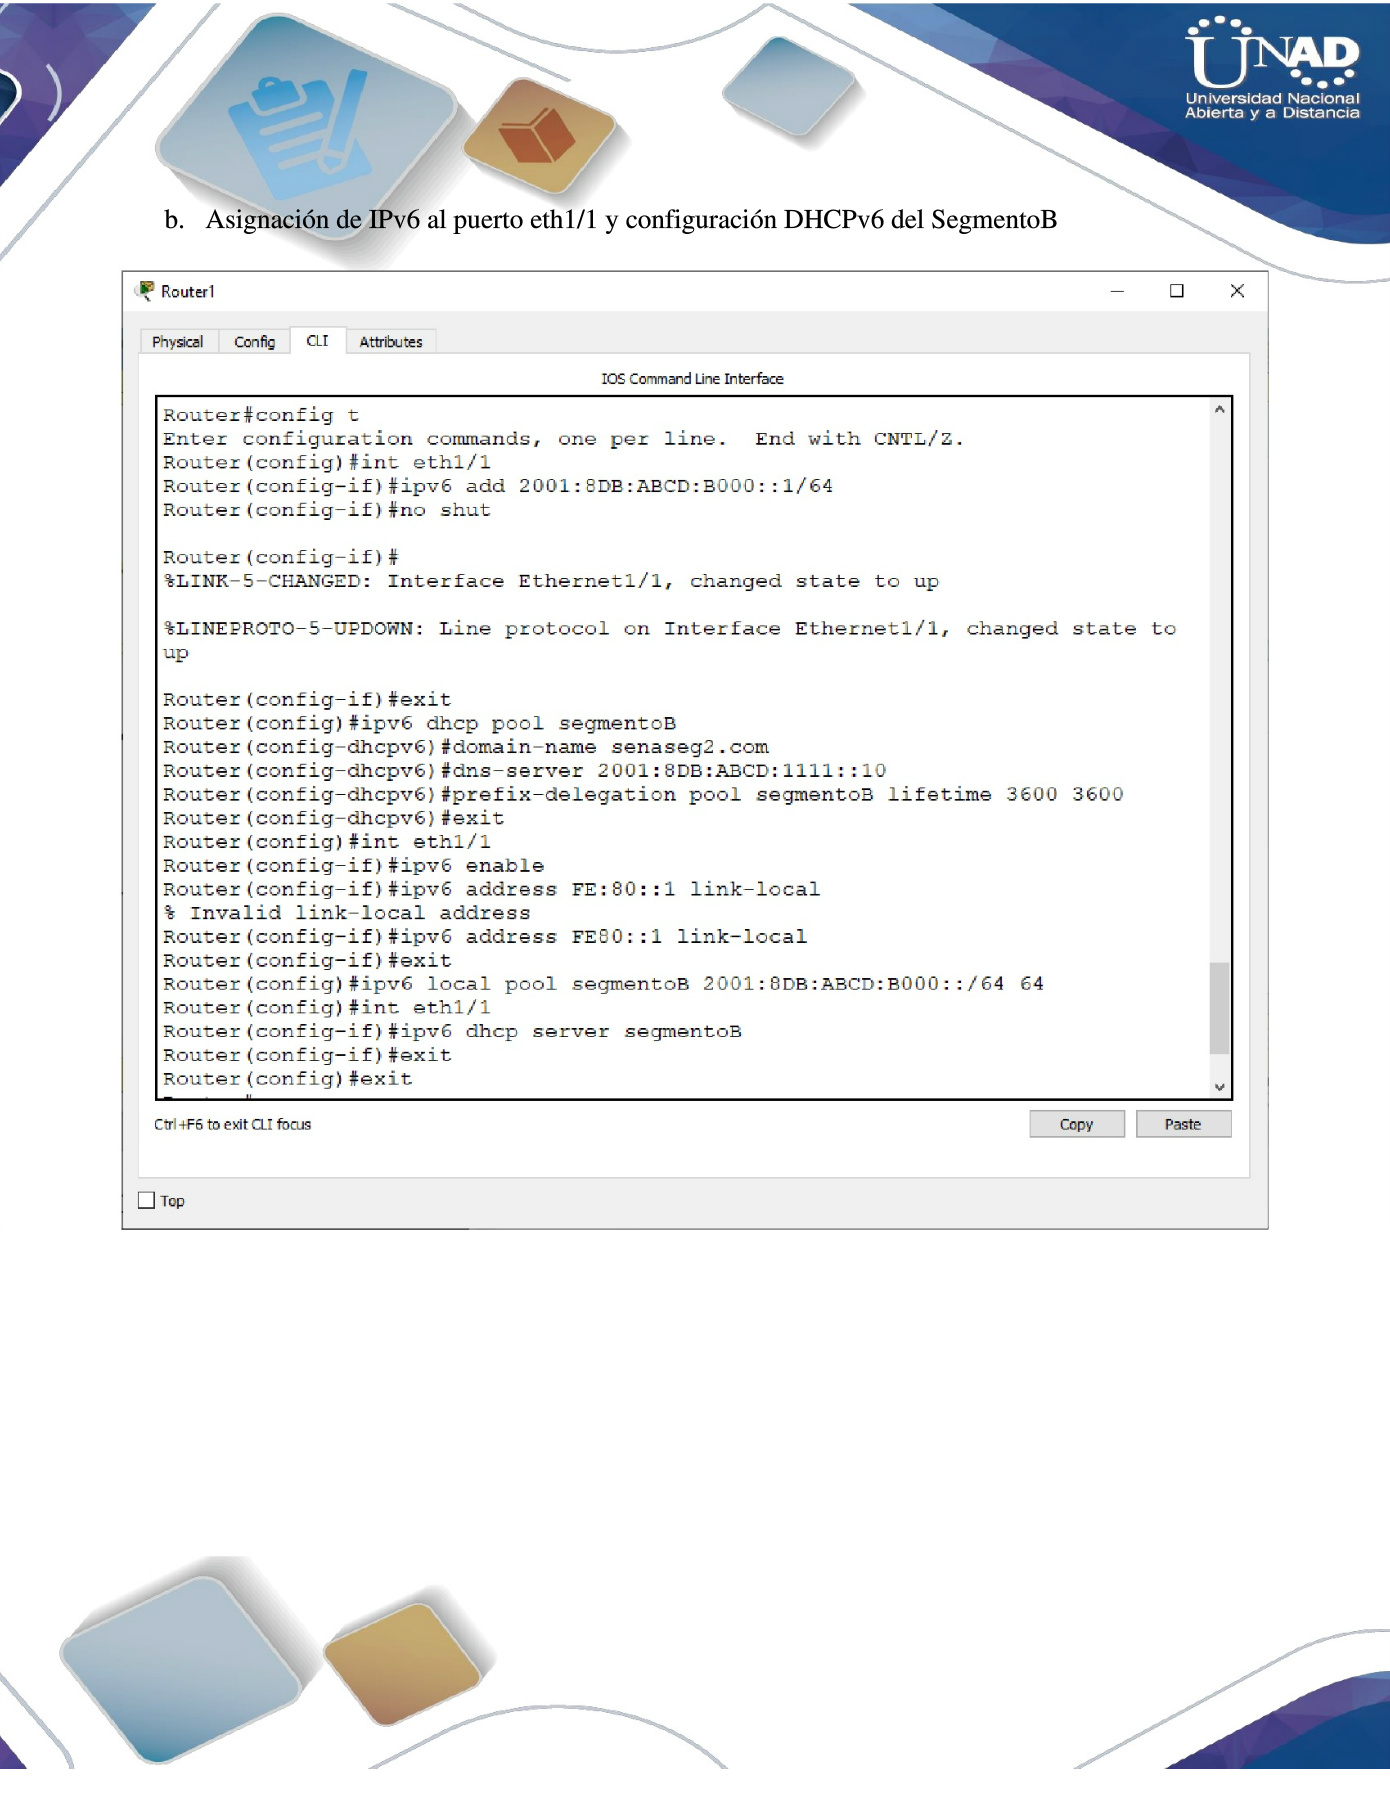 UNAD
Universidad Nacional
Abierta y a Distancia
b. Asignación de IPv6 al puerto eth1/1 y configuración DHCPv6 del SegmentoB
Router1
Physical Config CLI Attributes
IOS Command Line Interface
Router#config t
Enter configuration commands, one per line. End with CNTL/Z.
Router(config)#int eth1/1
Router(config-if)#ipv6 add 2001:8DB:ABCD:B000::1/64
Router(config-if)#no shut
Router(config-if)#
%LINK-5-CHANGED: Interface Ethernet1/1, changed state to up
%LINEPROTO-5-UPDOWN: Line protocol on Interface Ethernet1/1, changed state to
up
Router(config-if)#exit
Router(config)#ipv6 dhcp pool segmentoB
Router(config-dhcpv6)#domain-name senaseg2.com
Router(config-dhcpv6)#dns-server 2001:8DB:ABCD:1111::10
Router(config-dhcpv6)#prefix-delegation pool segmentoB lifetime 3600 3600
Router(config-dhcpv6)#exit
Router(config)#int eth1/1
Router(config-if)#ipv6 enable
Router(config-if)#ipv6 address FE:80::1 link-local
% Invalid link-local address
Router(config-if)#ipv6 address FE80::1 link-local
Router(config-if)#exit
Router(config)#ipv6 local pool segmentoB 2001:8DB:ABCD:B000::/64 64
Router(config)#int eth1/1
Router(config-if)#ipv6 dhcp server segmentoB
Router(config-if)#exit
Router(config)#exit
Ctrl+F6 to exit CLI focus
Copy Paste
Top